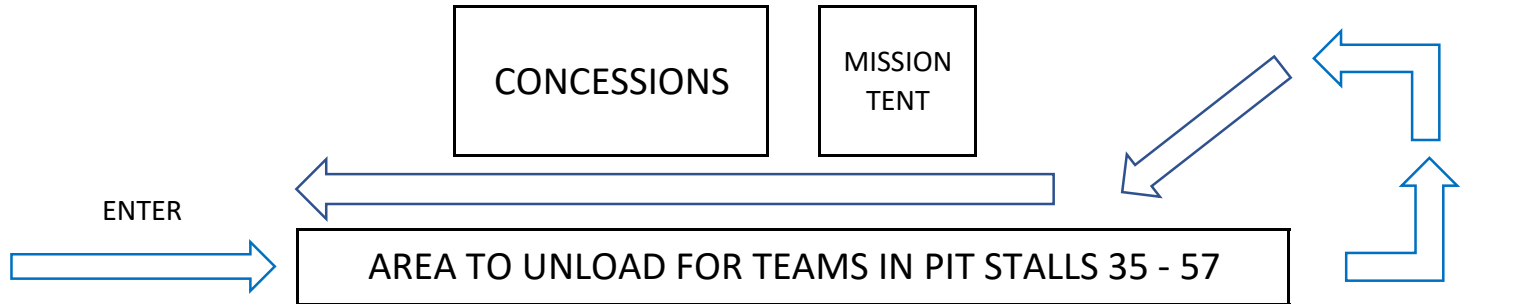 CONCESSIONS
MISSION
TENT
ENTER
AREA TO UNLOAD FOR TEAMS IN PIT STALLS 35 - 57